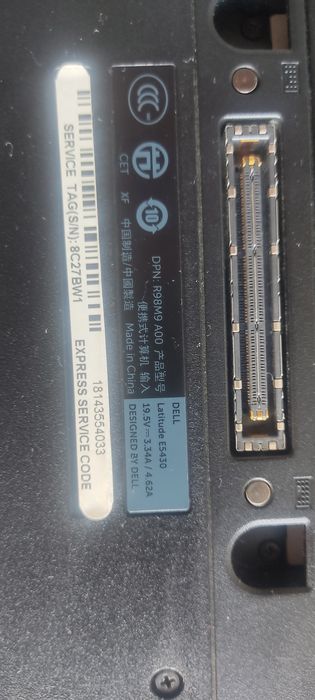 SERVICE TAG(S/N): 8C27BW1
18143554033
EXPRESS SERVICE CODE
CCC
CET XF 中国制造/中國製造
10
DPN: R98M9 A00 产品型号
便携式计算机 输入
Made in China
DELL
Latitude E5430
19.5V⎓3.34A / 4.62A
DESIGNED BY DELL